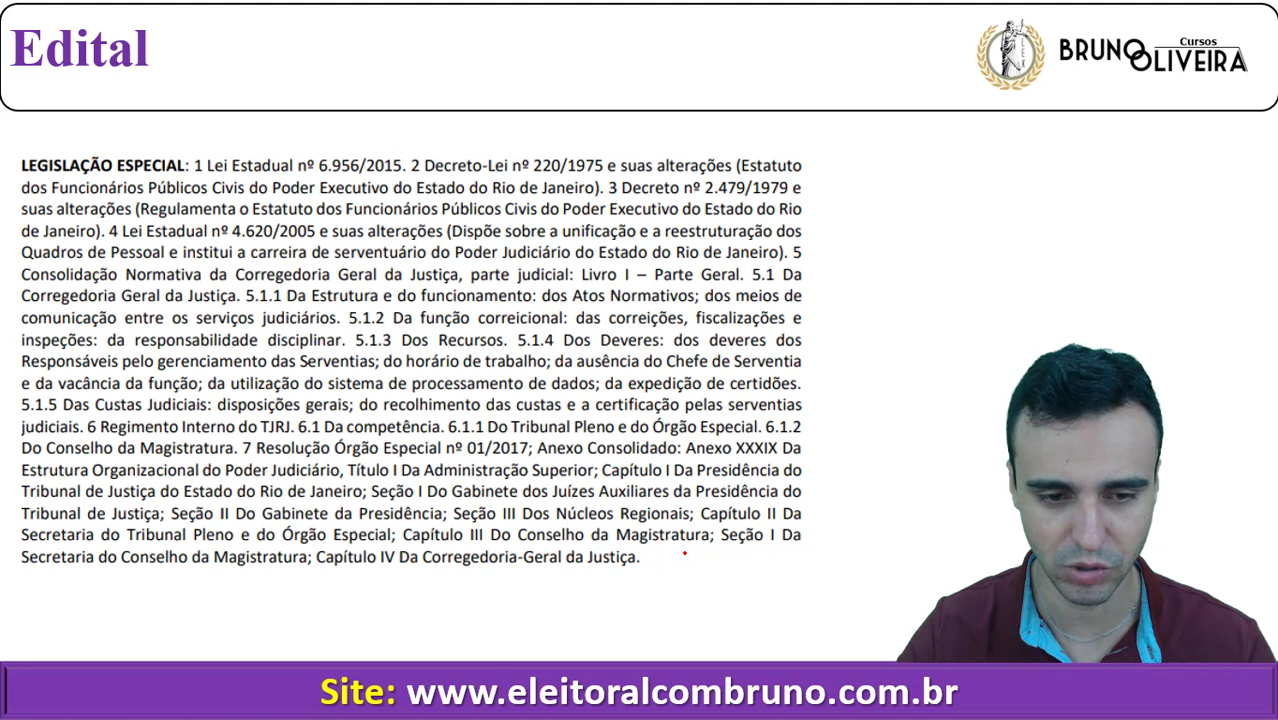 Edital
Cursos
BRUNO OLIVEIRA
LEGISLAÇÃO ESPECIAL: 1 Lei Estadual nº 6.956/2015. 2 Decreto-Lei nº 220/1975 e suas alterações (Estatuto
dos Funcionários Públicos Civis do Poder Executivo do Estado do Rio de Janeiro). 3 Decreto nº 2.479/1979 e
suas alterações (Regulamenta o Estatuto dos Funcionários Públicos Civis do Poder Executivo do Estado do Rio
de Janeiro). 4 Lei Estadual nº 4.620/2005 e suas alterações (Dispõe sobre a unificação e a reestruturação dos
Quadros de Pessoal e institui a carreira de serventuário do Poder Judiciário do Estado do Rio de Janeiro). 5
Consolidação Normativa da Corregedoria Geral da Justiça, parte judicial: Livro I – Parte Geral. 5.1 Da
Corregedoria Geral da Justiça. 5.1.1 Da Estrutura e do funcionamento: dos Atos Normativos; dos meios de
comunicação entre os serviços judiciários. 5.1.2 Da função correicional: das correições, fiscalizações e
inspeções: da responsabilidade disciplinar. 5.1.3 Dos Recursos. 5.1.4 Dos Deveres: dos deveres dos
Responsáveis pelo gerenciamento das Serventias; do horário de trabalho; da ausência do Chefe de Serventia
e da vacância da função; da utilização do sistema de processamento de dados; da expedição de certidões.
5.1.5 Das Custas Judiciais: disposições gerais; do recolhimento das custas e a certificação pelas serventias
judiciais. 6 Regimento Interno do TJRJ. 6.1 Da competência. 6.1.1 Do Tribunal Pleno e do Órgão Especial. 6.1.2
Do Conselho da Magistratura. 7 Resolução Órgão Especial nº 01/2017; Anexo Consolidado: Anexo XXXIX Da
Estrutura Organizacional do Poder Judiciário, Título I Da Administração Superior; Capítulo I Da Presidência do
Tribunal de Justiça do Estado do Rio de Janeiro; Seção I Do Gabinete dos Juízes Auxiliares da Presidência do
Tribunal de Justiça; Seção II Do Gabinete da Presidência; Seção III Dos Núcleos Regionais; Capítulo II Da
Secretaria do Tribunal Pleno e do Órgão Especial; Capítulo III Do Conselho da Magistratura; Seção I Da
Secretaria do Conselho da Magistratura; Capítulo IV Da Corregedoria-Geral da Justiça.
Site: www.eleitoralcombruno.com.br